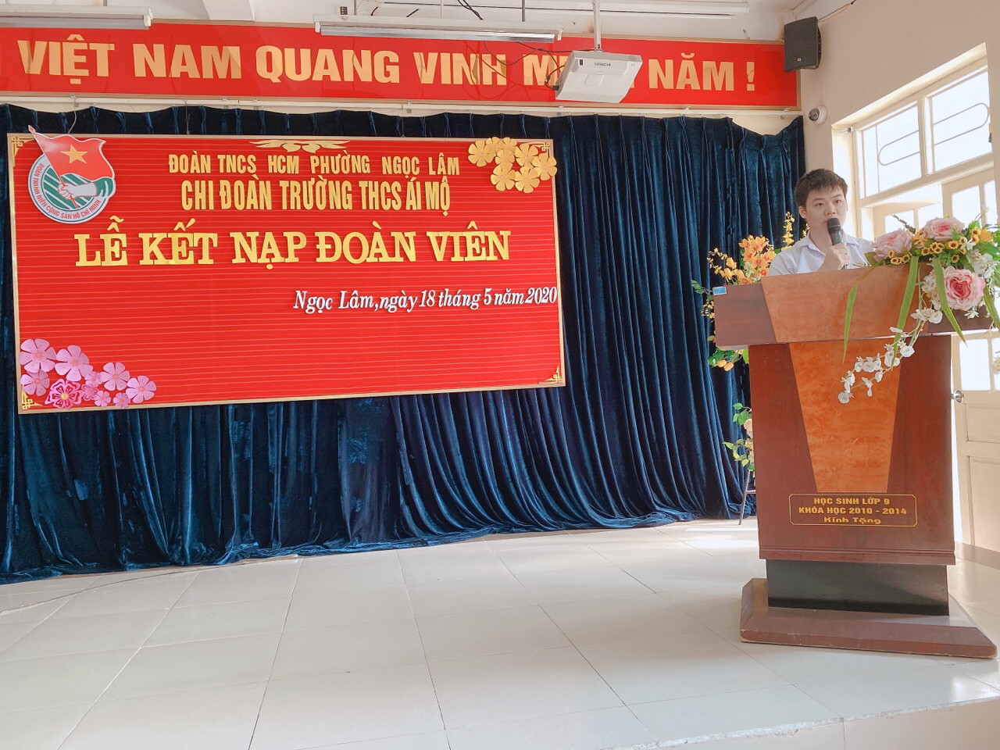 VIỆT NAM QUANG VINH M NĂM !
HITACHI
ĐOÀN THANH NIÊN CỘNG SẢN HỒ CHÍ MINH
ĐOÀN TNCS HCM PHƯỜNG NGỌC LÂM
CHI ĐOÀN TRƯỜNG THCS ÁI MỘ
LỄ KẾT NẠP ĐOÀN VIÊN
Ngọc Lâm,ngày 18 tháng 5 năm 2020
HỌC SINH LỚP 9
KHÓA HỌC 2010 - 2014
Kính Tặng